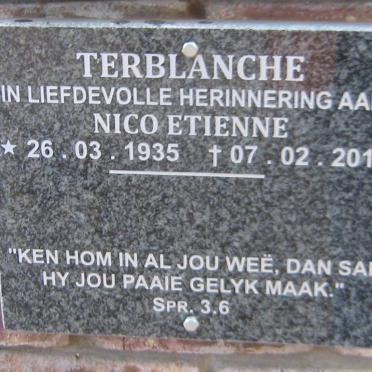 TERBLANCHE
IN LIEFDEVOLLE HERINNERING AA
NICO ETIENNE
★ 26 . 03 . 1935 † 07 . 02 . 201
"KEN HOM IN AL JOU WEË, DAN SA
HY JOU PAAIE GELYK MAAK."
SPR. 3.6